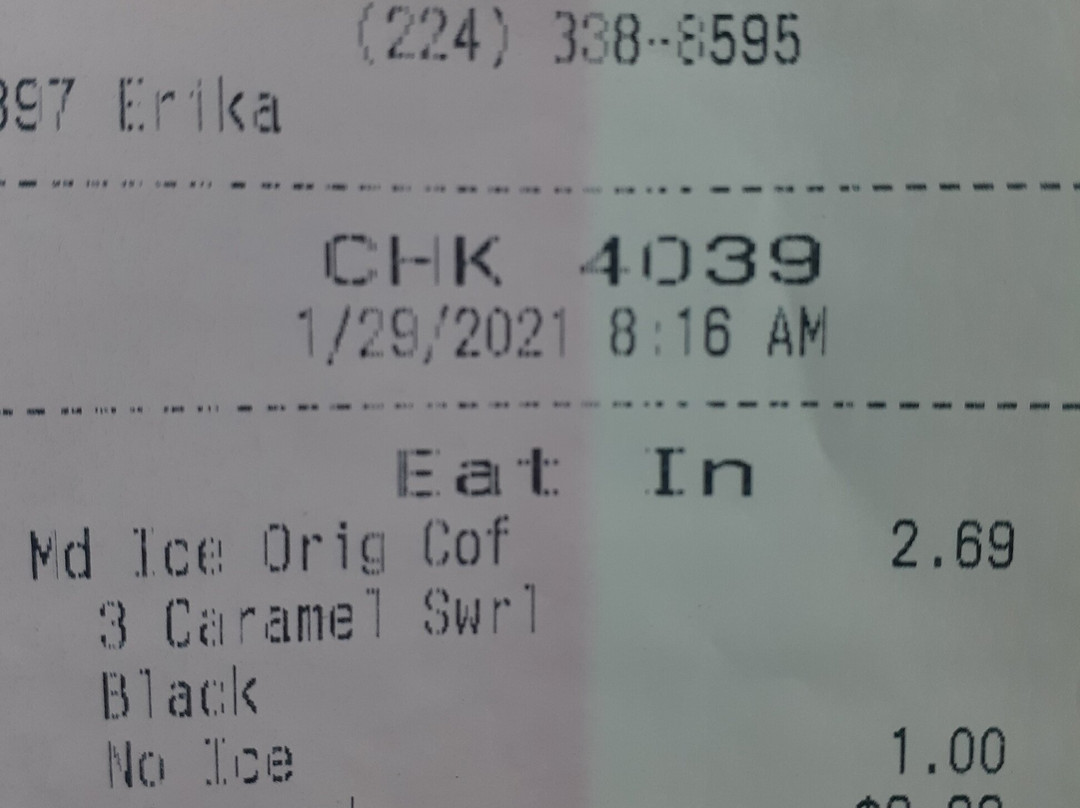 (224) 338-8595
397 Erika
CHK 4039
1/29/2021 8:16 AM
Eat In
Md Ice Orig Cof 2.69
3 Caramel Swrl
Black
No Ice 1.00